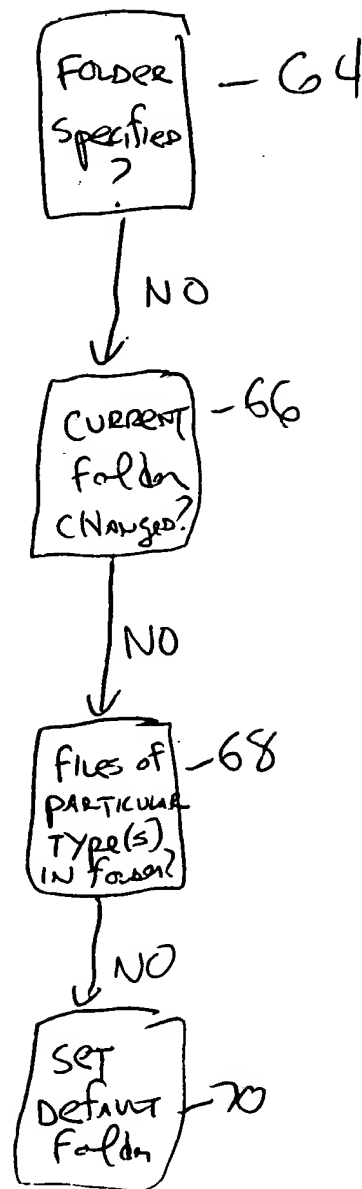 FOLDER
Specified
?
- 64
NO
CURRENT
folder
CHANGED?
- 66
NO
files of
PARTICULAR
TYPE(S)
IN folder?
- 68
NO
SET
DEfAULT
folder
- 70